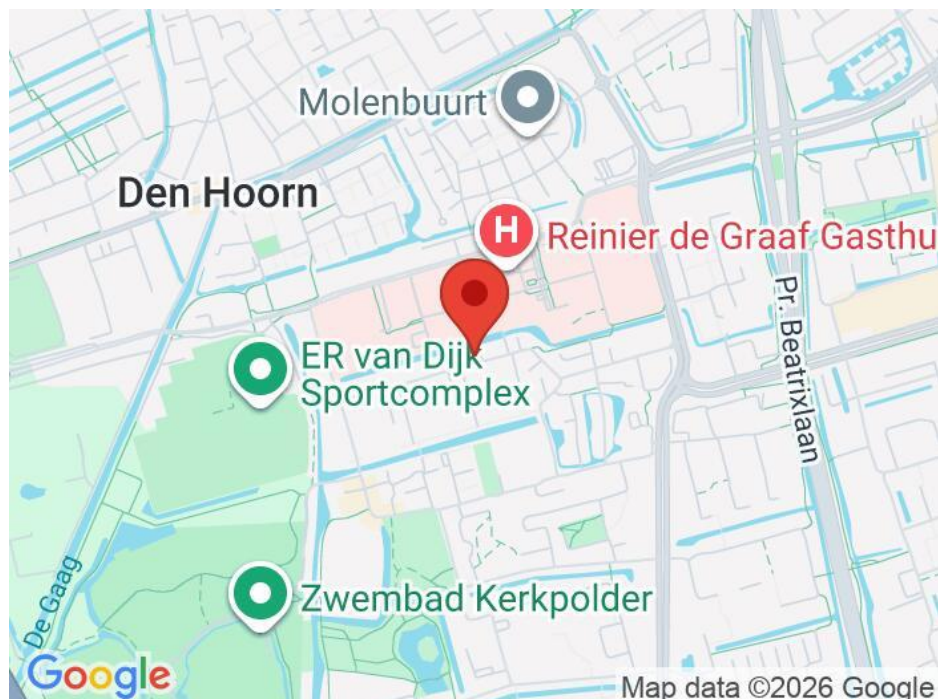 Molenbuurt
Den Hoorn
H
Reinier de Graaf Gasthu
Pr. Beatrixlaan
ER van Dijk
Sportcomplex
De Gaag
Zwembad Kerkpolder
Google
Map data ©2026 Google